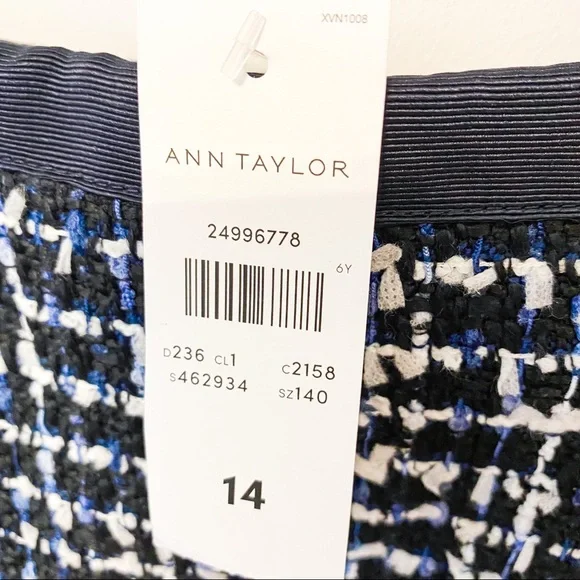 XVN1008
ANN TAYLOR
24996778
6Y
D236 CL1 C2158
S462934 SZ140
14